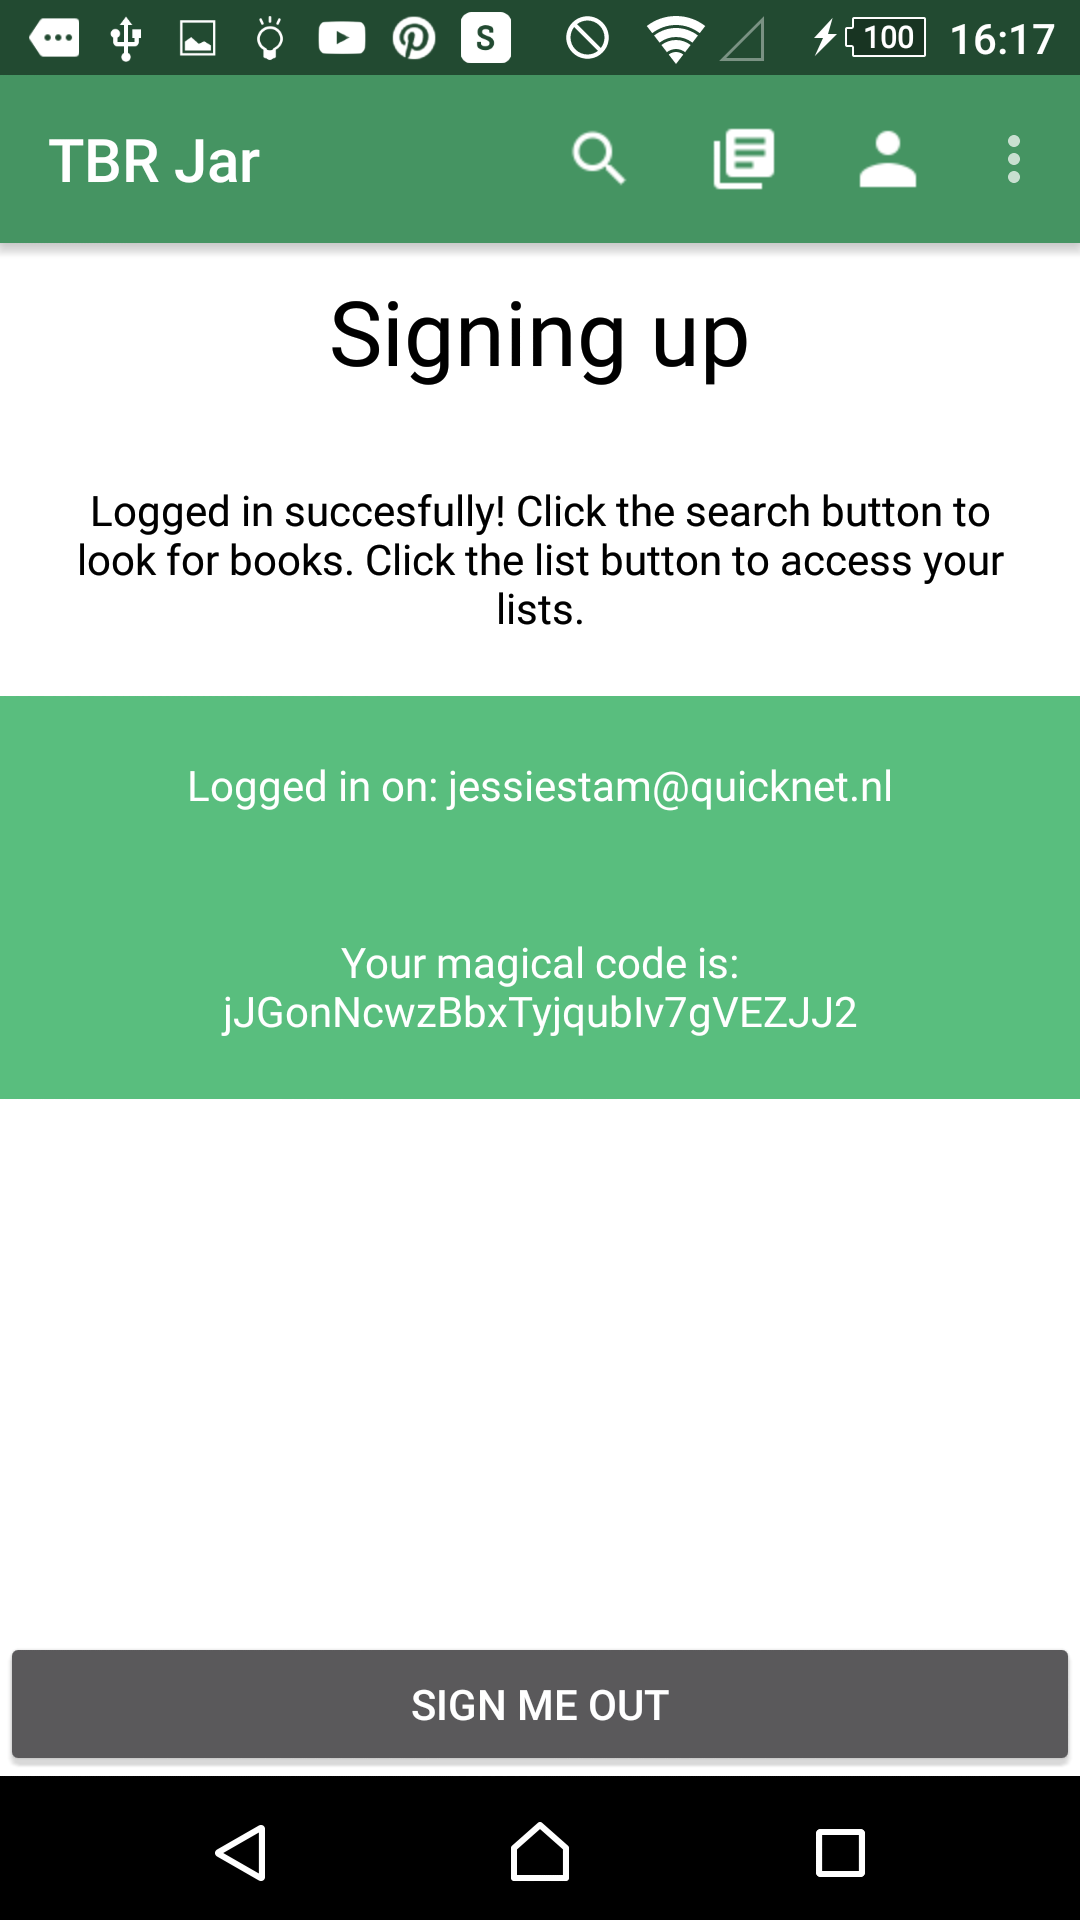 S
100
16:17
TBR Jar
Signing up
Logged in succesfully! Click the search button to
look for books. Click the list button to access your
lists.
Logged in on: jessiestam@quicknet.nl
Your magical code is:
jJGonNcwzBbxTyjqubIv7gVEZJJ2
SIGN ME OUT